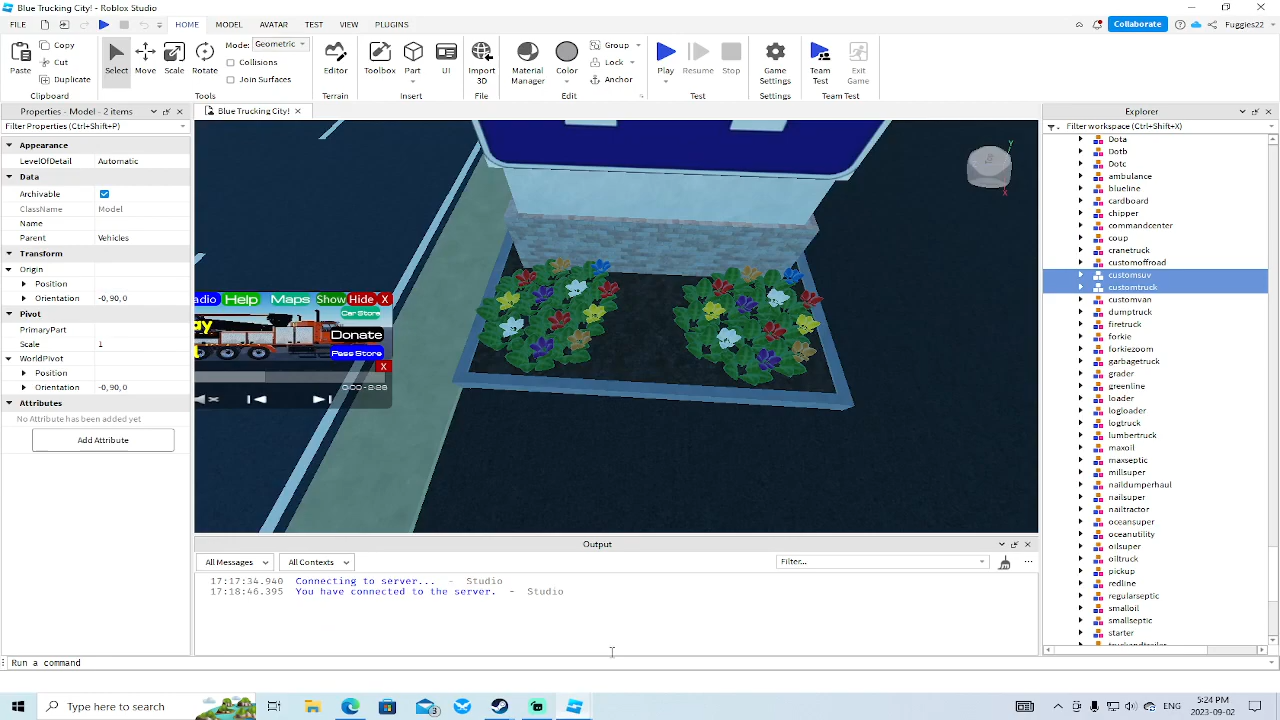 Blue Trucking City! - Roblox Studio
FILE HOME MODEL AVATAR TEST VIEW PLUGINS Collaborate Fuggles22
Paste Copy Cut Duplicate Clipboard
Select Move Scale Rotate Mode: Geometric Collisions Join Surfaces Tools
Editor Terrain
Toolbox Part UI Insert
Import 3D File
Material Manager Color Group Lock Anchor Edit
Play Resume Stop Test
Game Settings Settings
Team Test Exit Game Team Test
Properties - Model - 2 items
Filter Properties (Ctrl+Shift+P)
Appearance
LevelOfDetail Automatic
Data
Archivable
ClassName Model
Name
Parent Vehicles
Transform
Origin
Position
Orientation -0, 90, 0
Pivot
PrimaryPart
Scale 1
WorldPivot
Position
Orientation -0, 90, 0
Attributes
No Attribute has been added yet
Add Attribute
Blue Trucking City!
adio Help Maps Show Hide X
Car Store
Donate
Pass Store
X
0:00-2:26
Output
All Messages All Contexts Filter...
17:17:34.940 Connecting to server... - Studio
17:18:46.395 You have connected to the server. - Studio
Run a command
Explorer
Filter workspace (Ctrl+Shift+X)
Dota
Dotb
Dotc
ambulance
blueline
cardboard
chipper
commandcenter
coup
cranetruck
customoffroad
customsuv
customtruck
customvan
dumptruck
firetruck
forkie
forkiezoom
garbagetruck
grader
greenline
loader
logloader
logtruck
lumbertruck
maxoil
maxseptic
millsuper
naildumperhaul
nailsuper
nailtractor
oceansuper
oceanutility
oilsuper
oiltruck
pickup
redline
regularseptic
smalloil
smallseptic
starter
truckandtrailer
Type here to search
3
ENG 5:24 PM
2023-09-02